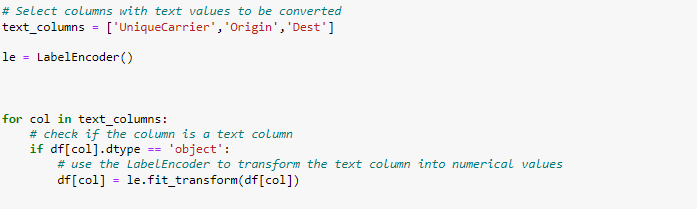 # Select columns with text values to be converted
text_columns = ['UniqueCarrier','Origin','Dest']
le = LabelEncoder()
for col in text_columns:
    # check if the column is a text column
    if df[col].dtype == 'object':
        # use the LabelEncoder to transform the text column into numerical values
        df[col] = le.fit_transform(df[col])